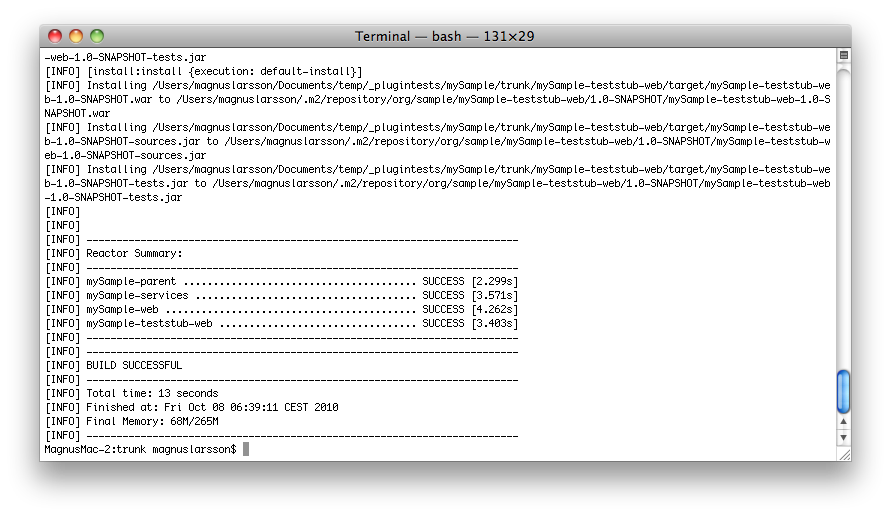 Terminal — bash — 131×29
-web-1.0-SNAPSHOT-tests.jar
[INFO] [install:install {execution: default-install}]
[INFO] Installing /Users/magnuslarsson/Documents/temp/_plugintests/mySample/trunk/mySample-teststub-web/target/mySample-teststub-we
b-1.0-SNAPSHOT.war to /Users/magnuslarsson/.m2/repository/org/sample/mySample-teststub-web/1.0-SNAPSHOT/mySample-teststub-web-1.0-S
NAPSHOT.war
[INFO] Installing /Users/magnuslarsson/Documents/temp/_plugintests/mySample/trunk/mySample-teststub-web/target/mySample-teststub-we
b-1.0-SNAPSHOT-sources.jar to /Users/magnuslarsson/.m2/repository/org/sample/mySample-teststub-web/1.0-SNAPSHOT/mySample-teststub-w
eb-1.0-SNAPSHOT-sources.jar
[INFO] Installing /Users/magnuslarsson/Documents/temp/_plugintests/mySample/trunk/mySample-teststub-web/target/mySample-teststub-we
b-1.0-SNAPSHOT-tests.jar to /Users/magnuslarsson/.m2/repository/org/sample/mySample-teststub-web/1.0-SNAPSHOT/mySample-teststub-web
-1.0-SNAPSHOT-tests.jar
[INFO]
[INFO]
[INFO] ------------------------------------------------------------------------
[INFO] Reactor Summary:
[INFO] ------------------------------------------------------------------------
[INFO] mySample-parent ....................................... SUCCESS [2.299s]
[INFO] mySample-services ..................................... SUCCESS [3.571s]
[INFO] mySample-web .......................................... SUCCESS [4.262s]
[INFO] mySample-teststub-web ................................. SUCCESS [3.403s]
[INFO] ------------------------------------------------------------------------
[INFO] ------------------------------------------------------------------------
[INFO] BUILD SUCCESSFUL
[INFO] ------------------------------------------------------------------------
[INFO] Total time: 13 seconds
[INFO] Finished at: Fri Oct 08 06:39:11 CEST 2010
[INFO] Final Memory: 68M/265M
[INFO] ------------------------------------------------------------------------
MagnusMac-2:trunk magnuslarsson$